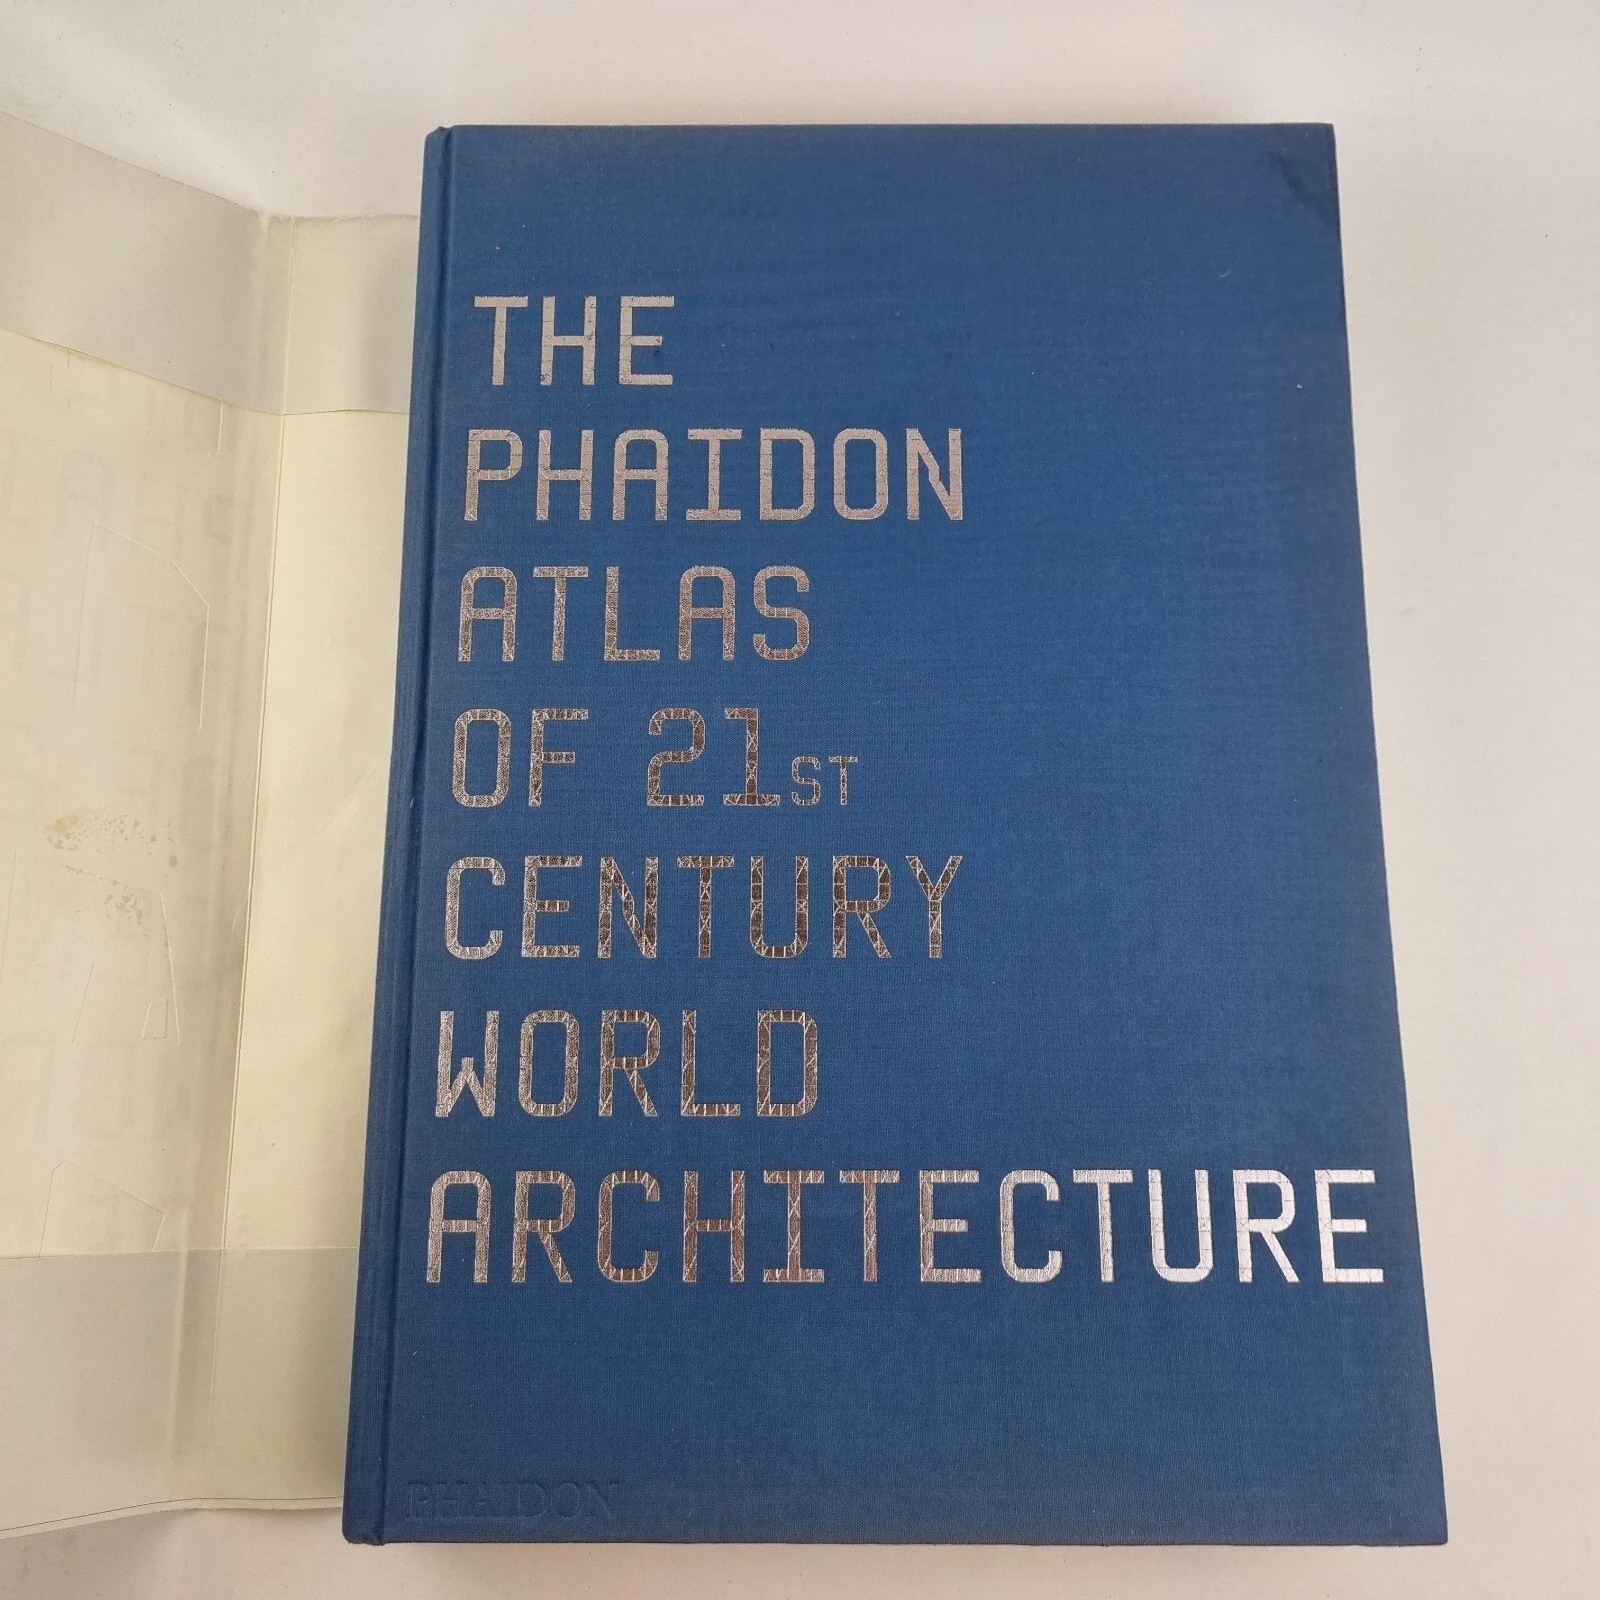 THE
PHAIDON
ATLAS
OF 21ST
CENTURY
WORLD
ARCHITECTURE
PHAIDON